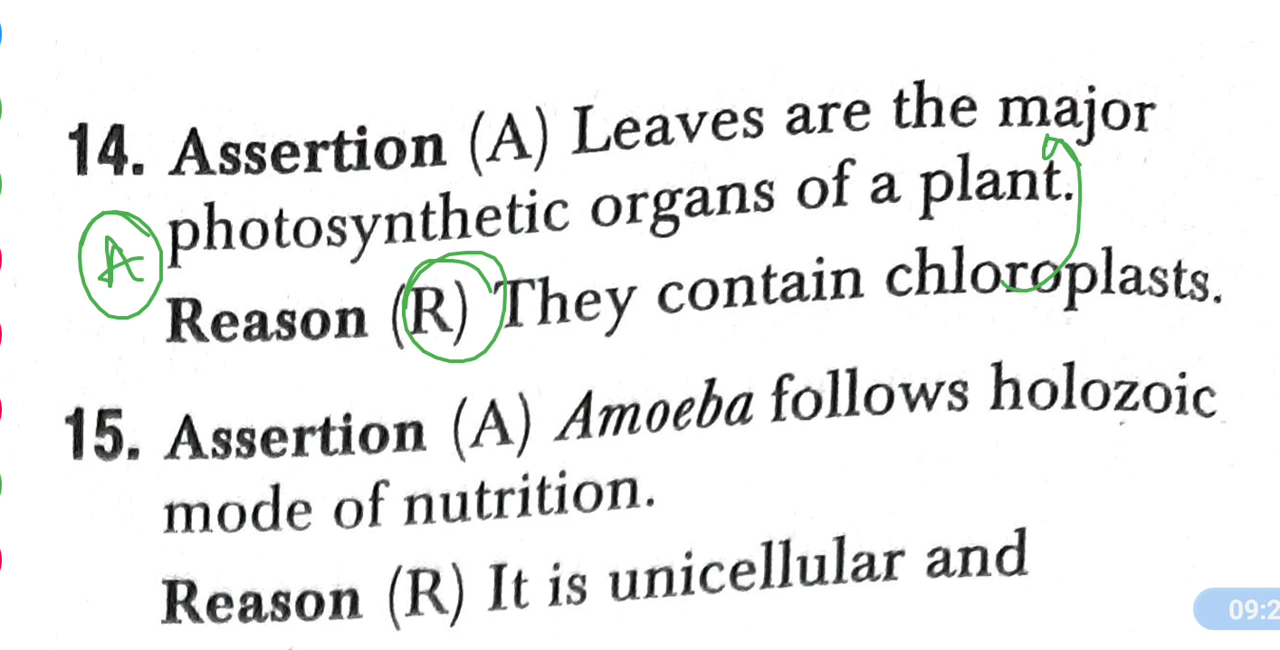 14. Assertion (A) Leaves are the major
photosynthetic organs of a plant.
A
Reason (R) They contain chloroplasts.
15. Assertion (A) Amoeba follows holozoic
mode of nutrition.
Reason (R) It is unicellular and
09:2